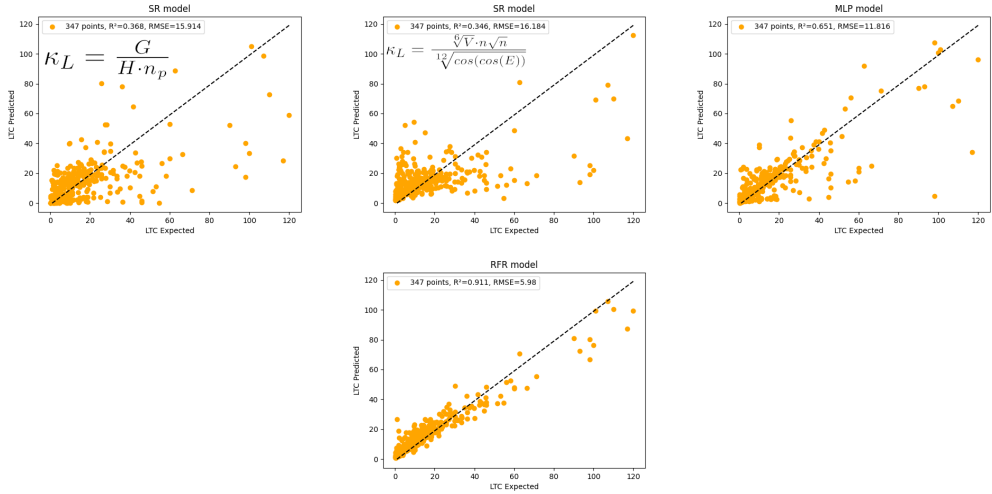 SR model
347 points, R²=0.368, RMSE=15.914
κ_L = G / (H·n_p)
LTC Predicted
120
100
80
60
40
20
0
0 20 40 60 80 100 120
LTC Expected
SR model
347 points, R²=0.346, RMSE=16.184
κ_L = (⁶√V · n√n) / ¹²√(cos(cos(E)))
LTC Predicted
120
100
80
60
40
20
0
0 20 40 60 80 100 120
LTC Expected
MLP model
347 points, R²=0.651, RMSE=11.816
LTC Predicted
120
100
80
60
40
20
0
0 20 40 60 80 100 120
LTC Expected
RFR model
347 points, R²=0.911, RMSE=5.98
LTC Predicted
120
100
80
60
40
20
0
0 20 40 60 80 100 120
LTC Expected